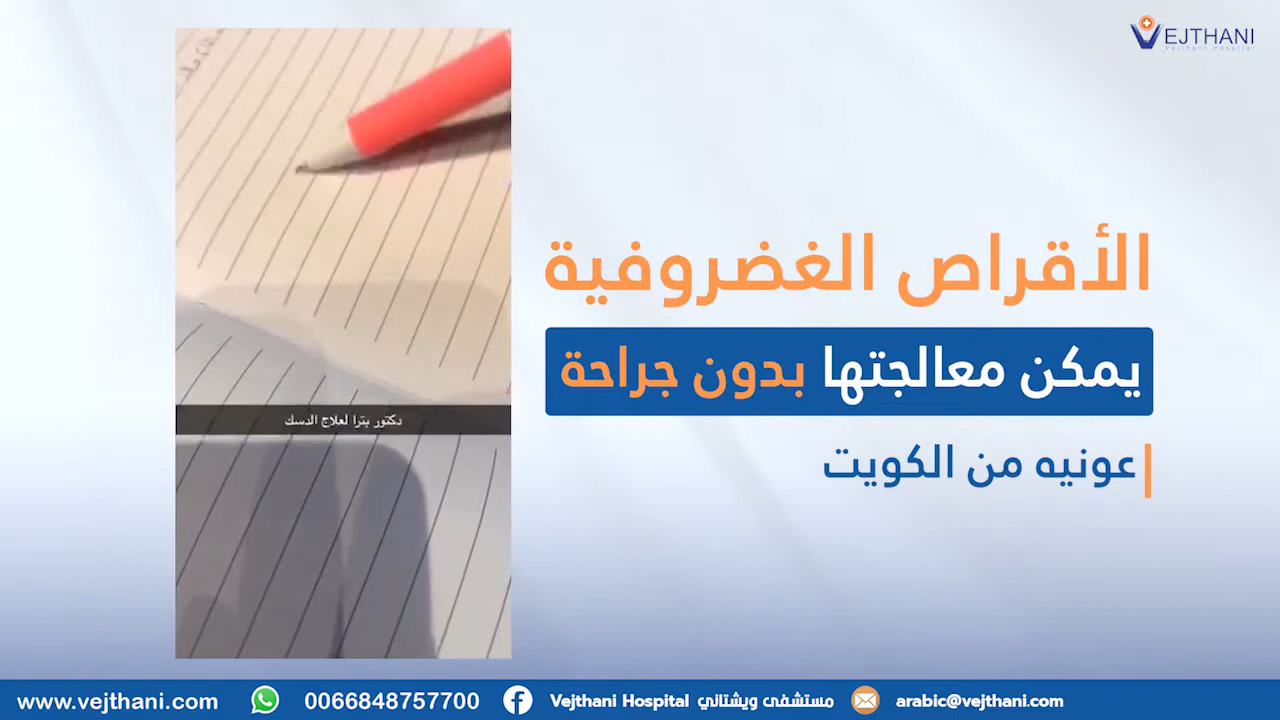 VEJTHANI
Vejthani Hospital
الأقراص الغضروفية
يمكن معالجتها بدون جراحة
عونيه من الكويت
دكتور بترا لعلاج الدسك
www.vejthani.com 0066848757700 Vejthani Hospital مستشفى ويشتاني arabic@vejthani.com